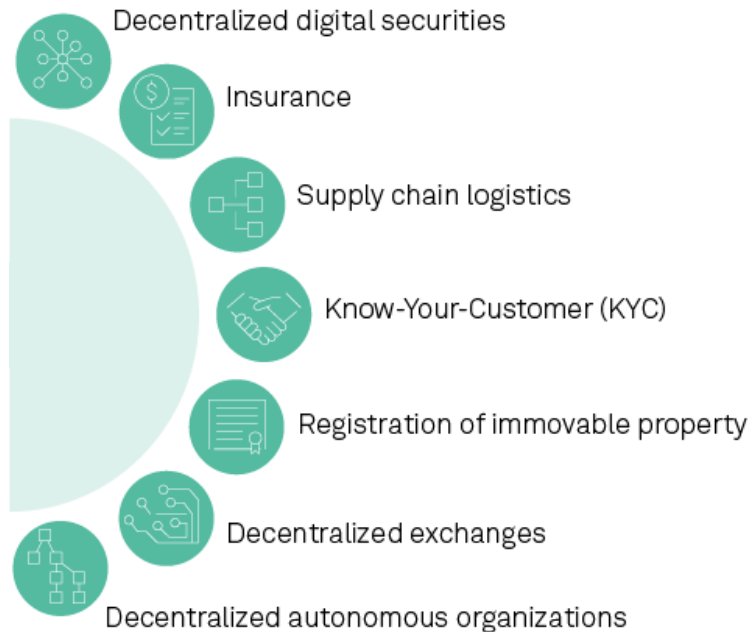 Decentralized digital securities
Insurance
Supply chain logistics
Know-Your-Customer (KYC)
Registration of immovable property
Decentralized exchanges
Decentralized autonomous organizations